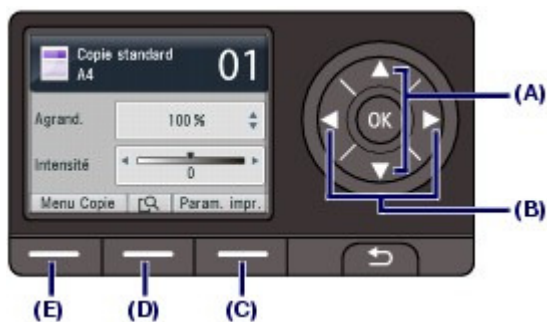 Copie standard
A4
01
Agrand.
100 %
Intensité
0
Menu Copie
Param. impr.
OK
(A)
(B)
(C)
(D)
(E)